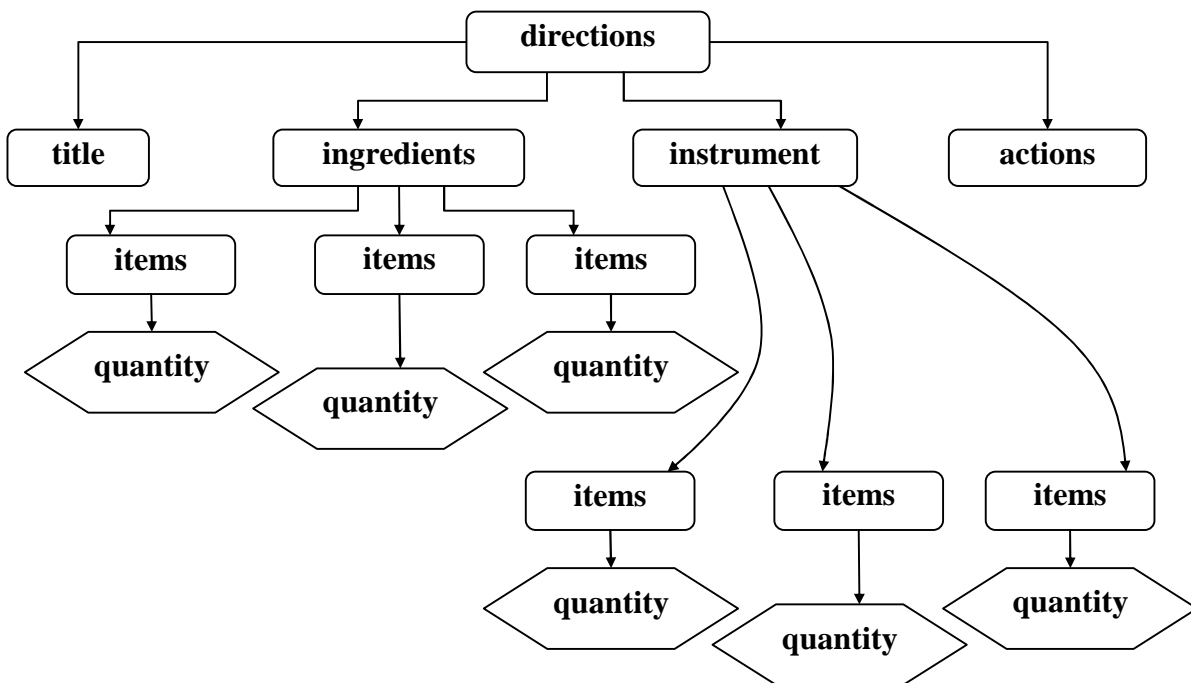 directions
title
ingredients
instrument
actions
items
items
items
quantity
quantity
quantity
items
items
items
quantity
quantity
quantity